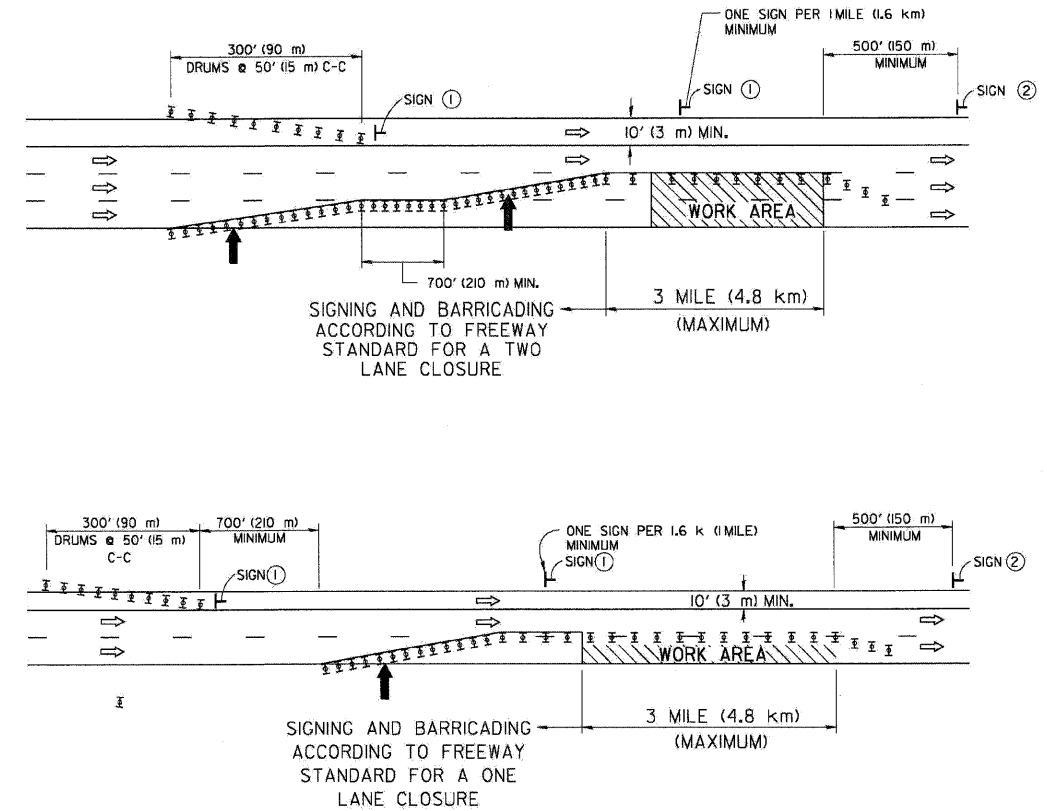 ONE SIGN PER 1 MILE (1.6 km)
MINIMUM
300' (90 m)
DRUMS @ 50' (15 m) C-C
500' (150 m)
MINIMUM
SIGN 1
SIGN 1
SIGN 2
10' (3 m) MIN.
WORK AREA
700' (210 m) MIN.
3 MILE (4.8 km)
(MAXIMUM)
SIGNING AND BARRICADING
ACCORDING TO FREEWAY
STANDARD FOR A TWO
LANE CLOSURE
300' (90 m)
DRUMS @ 50' (15 m)
C-C
700' (210 m)
MINIMUM
ONE SIGN PER 1.6 k (1 MILE)
MINIMUM
SIGN 1
500' (150 m)
MINIMUM
SIGN 1
SIGN 2
10' (3 m) MIN.
WORK AREA
3 MILE (4.8 km)
(MAXIMUM)
SIGNING AND BARRICADING
ACCORDING TO FREEWAY
STANDARD FOR A ONE
LANE CLOSURE